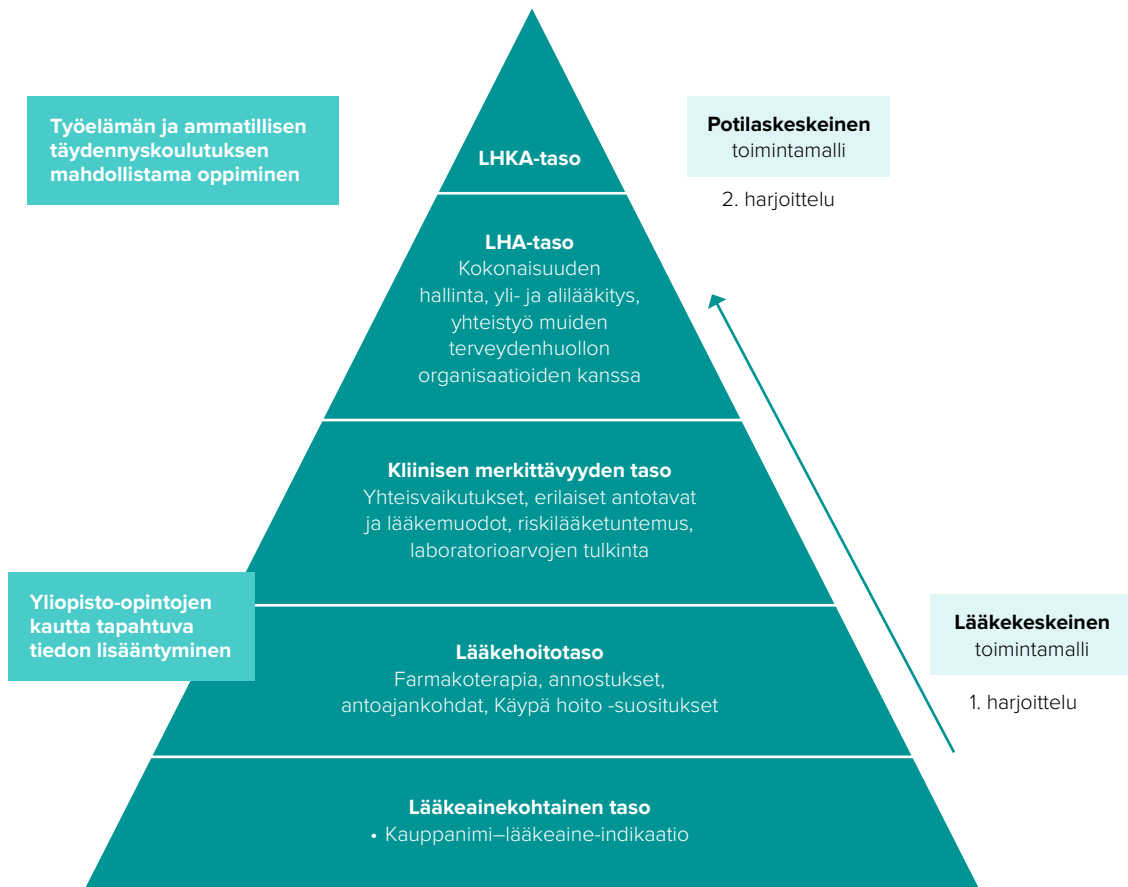 Työelämän ja ammatillisen
täydennyskoulutuksen
mahdollistama oppiminen
Potilaskeskeinen
toimintamalli
2. harjoittelu
LHKA-taso
LHA-taso
Kokonaisuuden
hallinta, yli- ja alilääkitys,
yhteistyö muiden
terveydenhuollon
organisaatioiden kanssa
Kliinisen merkittävyyden taso
Yhteisvaikutukset, erilaiset antotavat
ja lääkemuodot, riskilääketuntemus,
laboratorioarvojen tulkinta
Yliopisto-opintojen
kautta tapahtuva
tiedon lisääntyminen
Lääkekeskeinen
toimintamalli
1. harjoittelu
Lääkehoitotaso
Farmakoterapia, annostukset,
antoajankohdat, Käypä hoito -suositukset
Lääkeainekohtainen taso
• Kauppanimi–lääkeaine-indikaatio